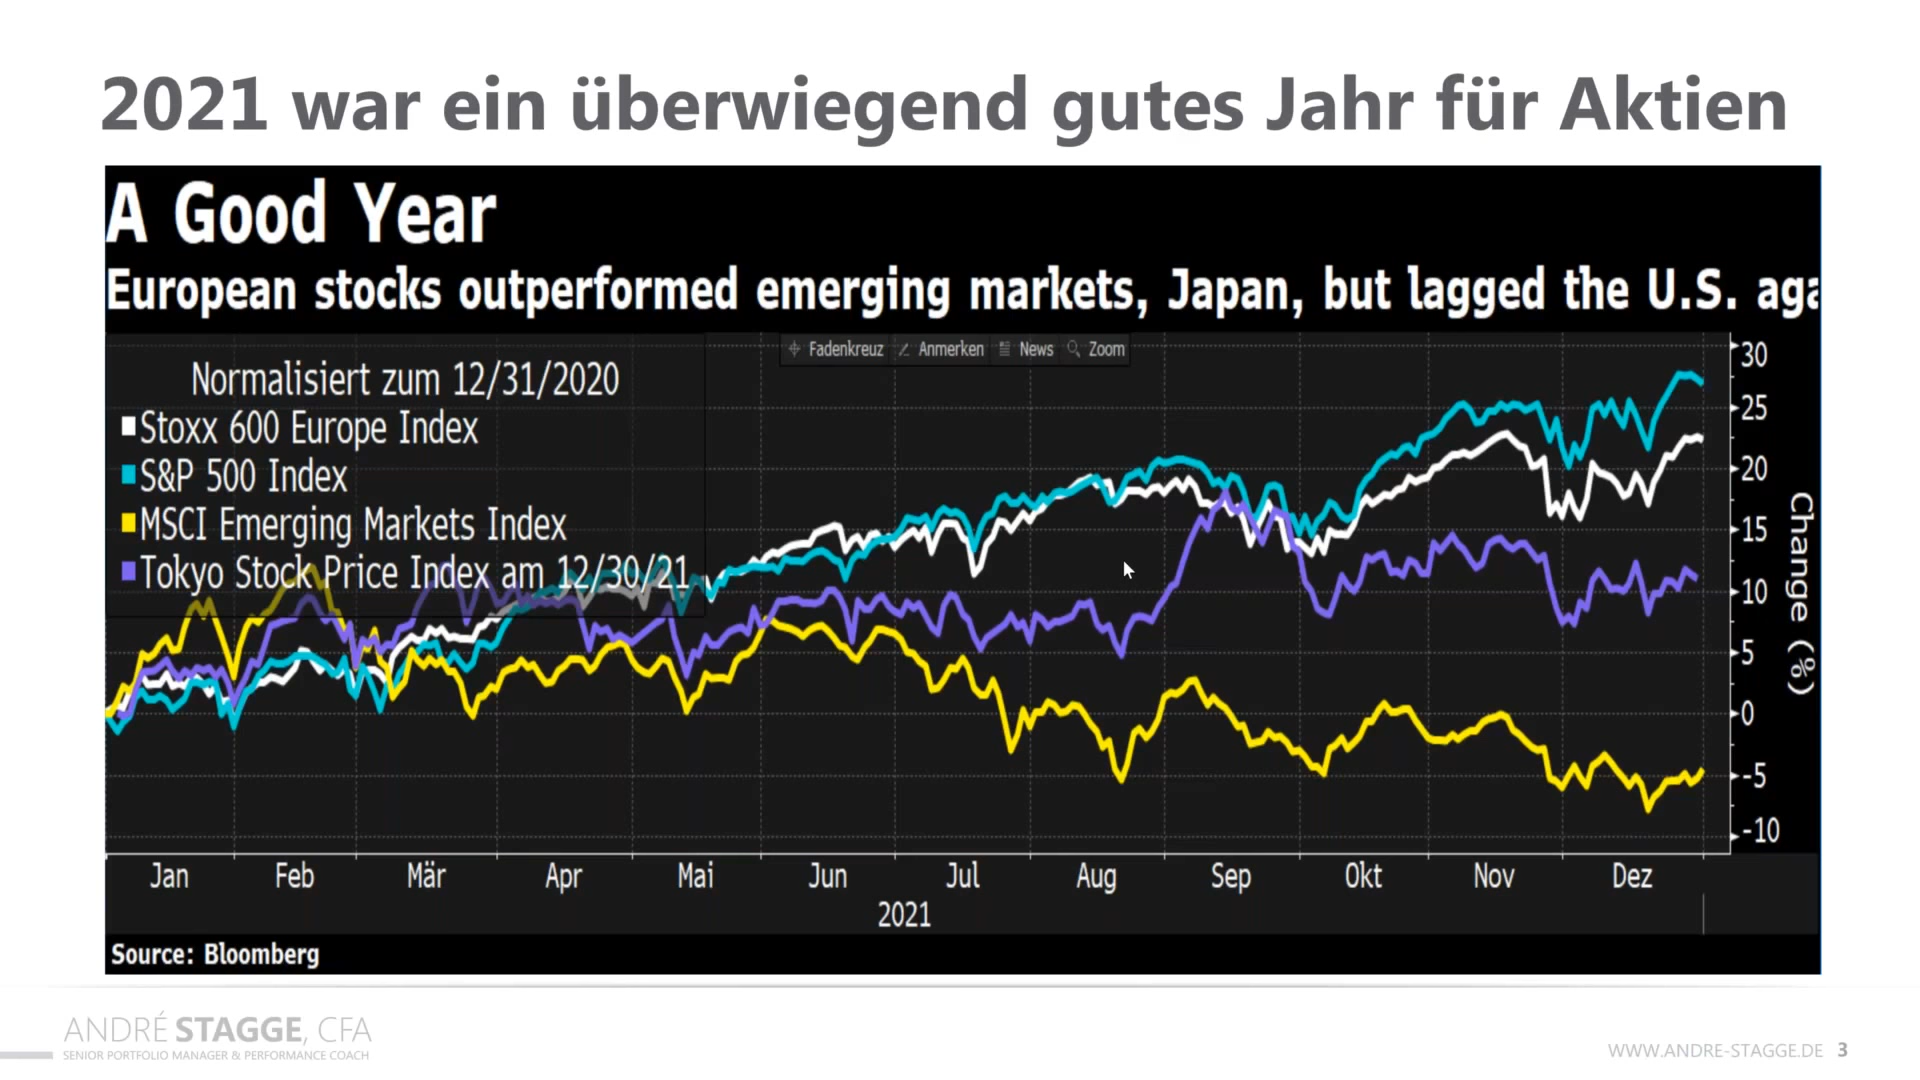 2021 war ein überwiegend gutes Jahr für Aktien
A Good Year
European stocks outperformed emerging markets, Japan, but lagged the U.S. aga
Fadenkreuz Anmerken News Zoom
Normalisiert zum 12/31/2020
Stoxx 600 Europe Index
S&P 500 Index
MSCI Emerging Markets Index
Tokyo Stock Price Index am 12/30/21
30
25
20
15
10
5
0
-5
-10
Change (%)
Jan Feb Mär Apr Mai Jun Jul Aug Sep Okt Nov Dez
2021
Source: Bloomberg
ANDRÉ STAGGE, CFA
SENIOR PORTFOLIO MANAGER & PERFORMANCE COACH
WWW.ANDRE-STAGGE.DE 3